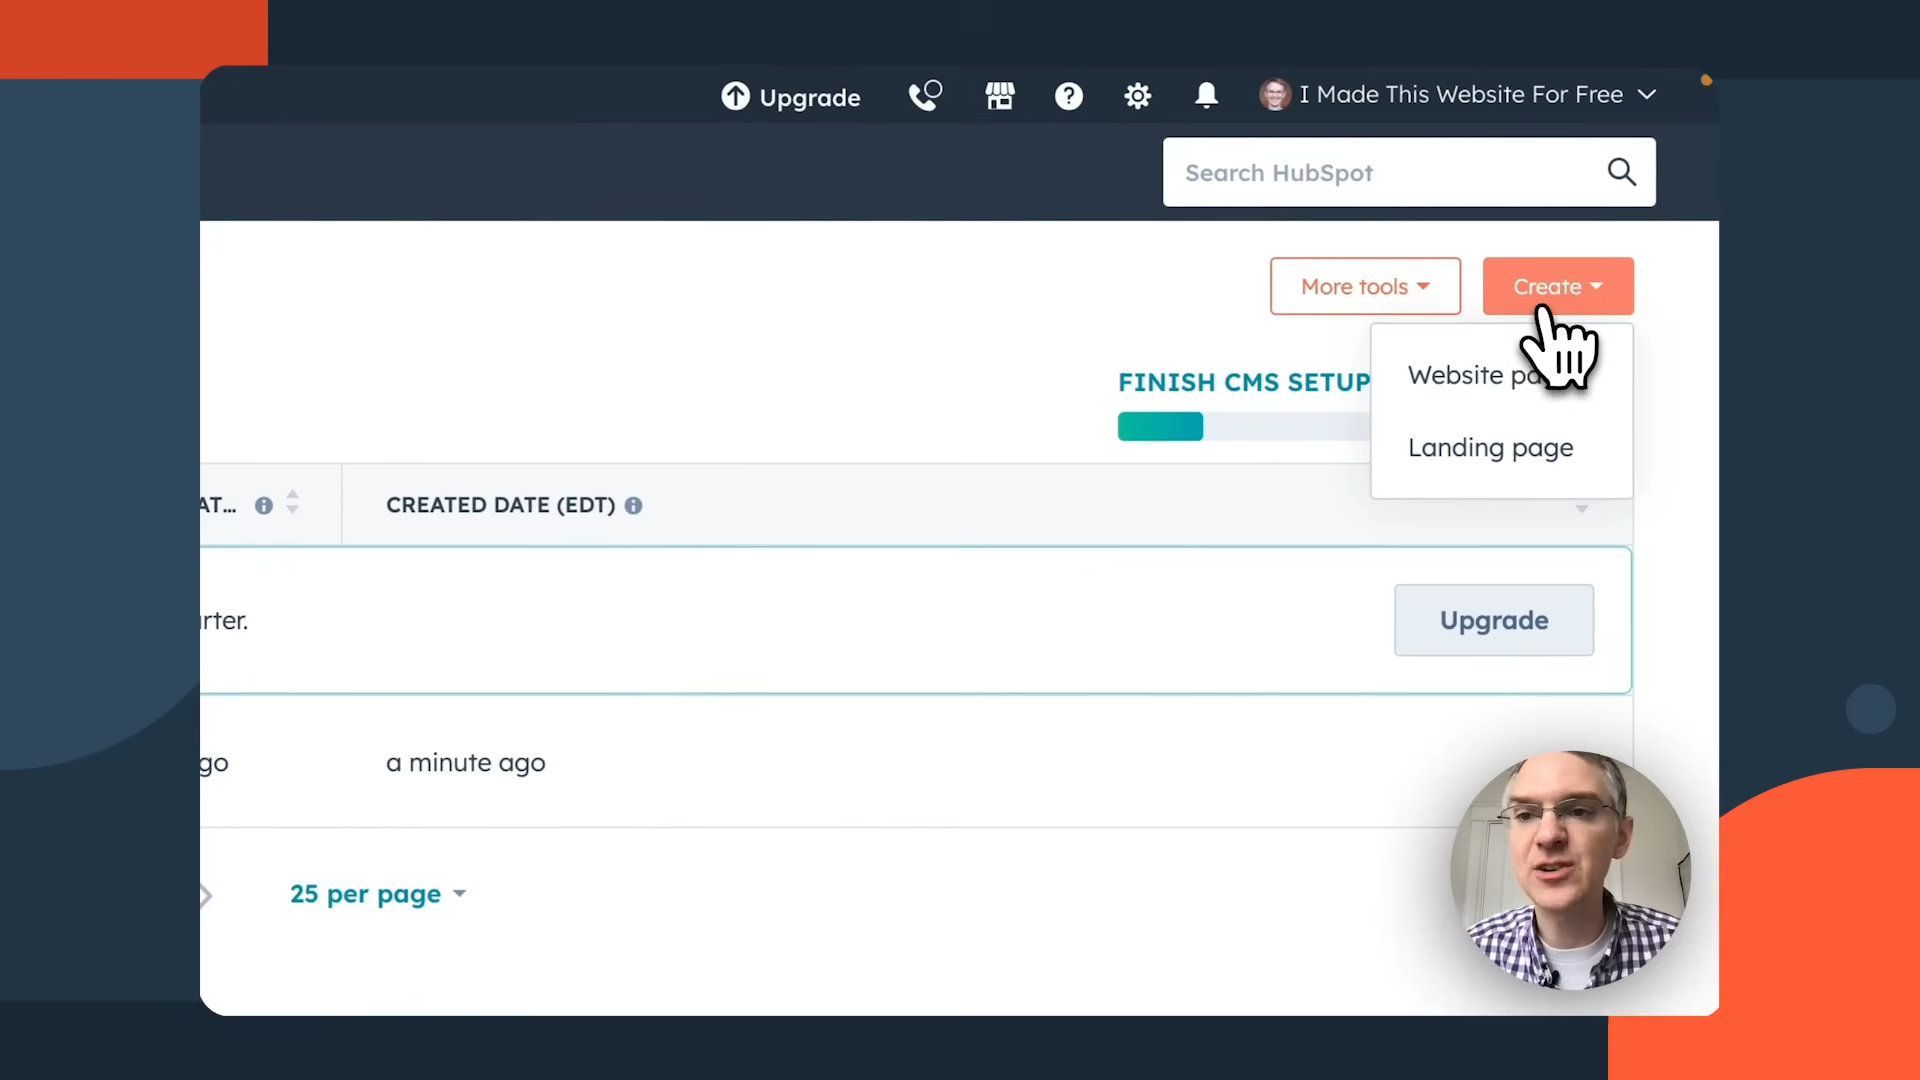 Upgrade
I Made This Website For Free
Search HubSpot
More tools
Create
Website
Landing page
FINISH CMS SETUP
AT...
CREATED DATE (EDT)
rter.
Upgrade
go
a minute ago
25 per page